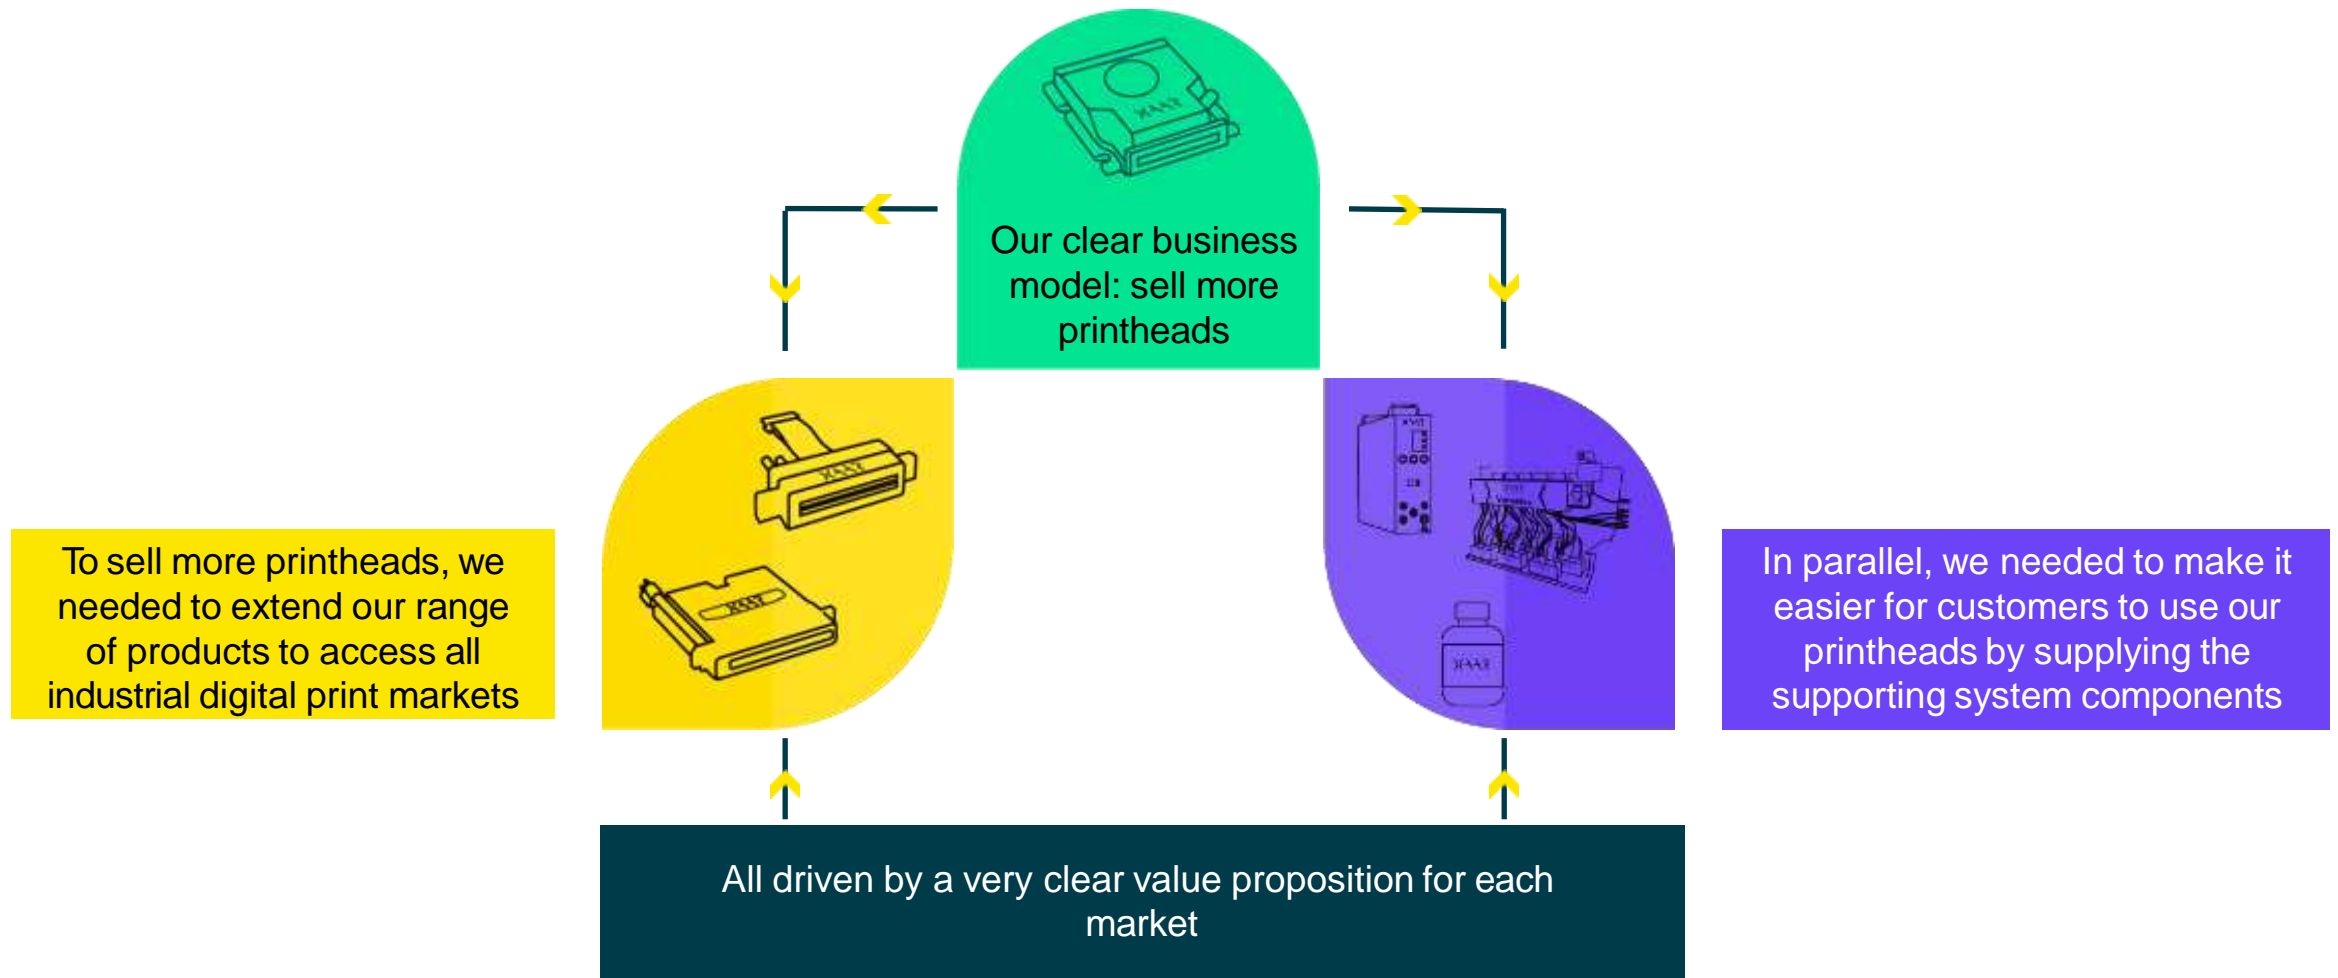 Our clear business
model: sell more
printheads
To sell more printheads, we
needed to extend our range
of products to access all
industrial digital print markets
In parallel, we needed to make it
easier for customers to use our
printheads by supplying the
supporting system components
All driven by a very clear value proposition for each
market